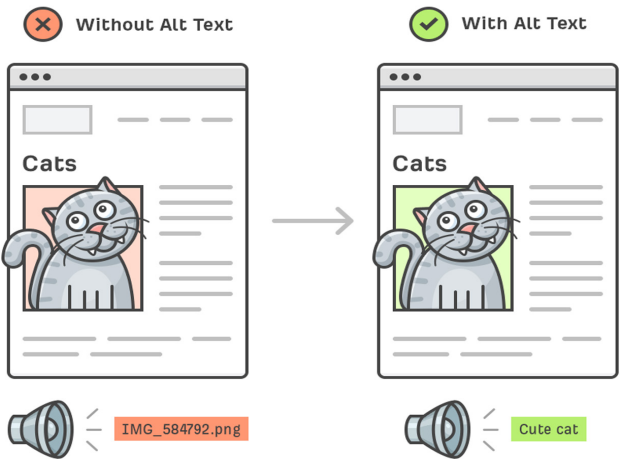 Without Alt Text
With Alt Text
Cats
Cats
IMG_584792.png
Cute cat